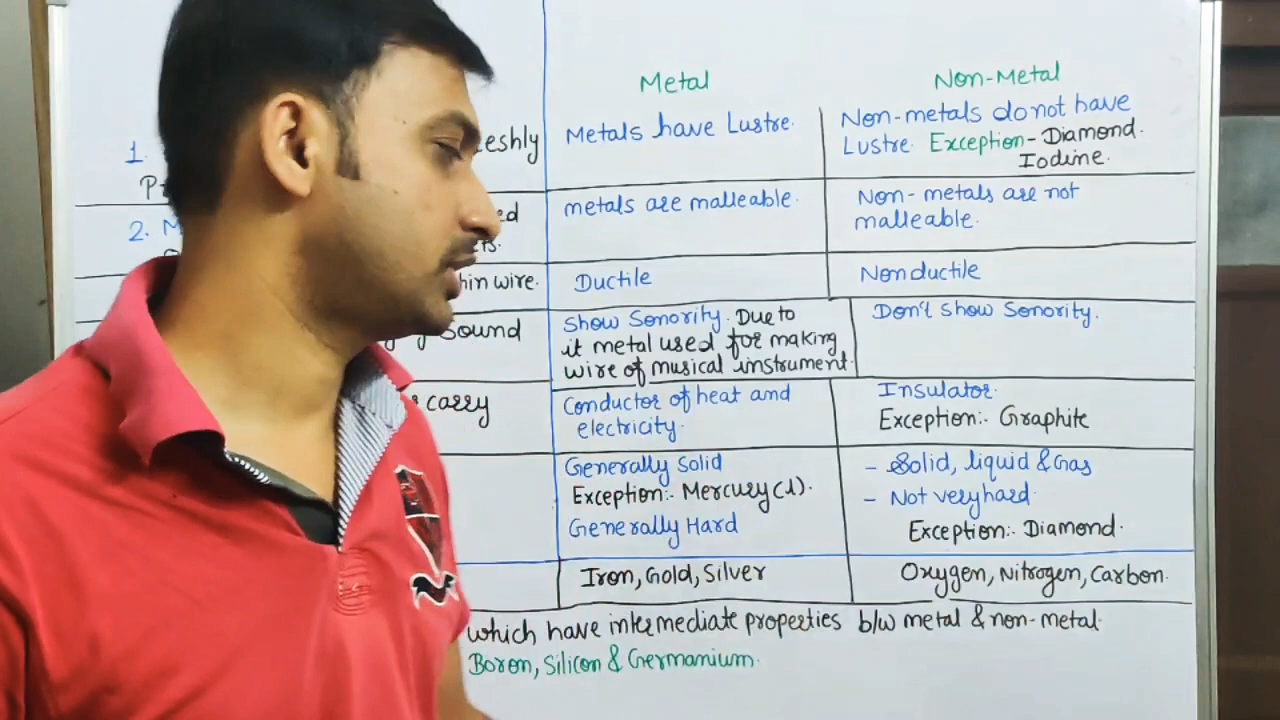 Metal
Non-Metal
1.
eshly
Metals have Lustre.
Non-metals do not have
Lustre. Exception - Diamond.
Iodine.
2.
metals are malleable.
Non-metals are not
malleable.
hin wire.
Ductile
Nonductile
Sound
Show Sonority. Due to
it metal used for making
wire of musical instrument.
Don't show Sonority.
carry
Conductor of heat and
electricity.
Insulator.
Exception:- Graphite
Generally Solid
Exception:- Mercury (l).
Generally Hard
- Solid, liquid & Gas
- Not very hard.
Exception:- Diamond.
Iron, Gold, Silver
Oxygen, Nitrogen, Carbon.
which have intermediate properties b/w metal & non-metal.
Boron, Silicon & Germanium.